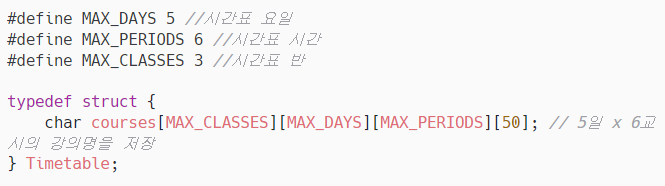 #define MAX_DAYS 5 //시간표 요일
#define MAX_PERIODS 6 //시간표 시간
#define MAX_CLASSES 3 //시간표 반
typedef struct {
    char courses[MAX_CLASSES][MAX_DAYS][MAX_PERIODS][50]; // 5일 x 6교
시의 강의명을 저장
} Timetable;